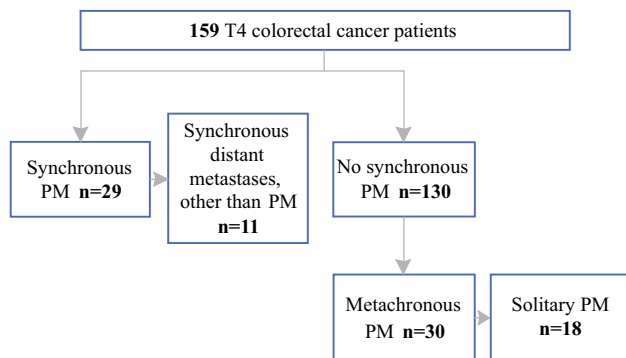 159 T4 colorectal cancer patients
Synchronous
PM n=29
Synchronous
distant
metastases,
other than PM
n=11
No synchronous
PM n=130
Metachronous
PM n=30
Solitary PM
n=18